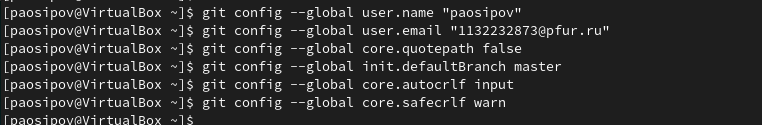 [paosipov@VirtualBox ~]$ git config --global user.name "paosipov"
[paosipov@VirtualBox ~]$ git config --global user.email "1132232873@pfur.ru"
[paosipov@VirtualBox ~]$ git config --global core.quotepath false
[paosipov@VirtualBox ~]$ git config --global init.defaultBranch master
[paosipov@VirtualBox ~]$ git config --global core.autocrlf input
[paosipov@VirtualBox ~]$ git config --global core.safecrlf warn
[paosipov@VirtualBox ~]$